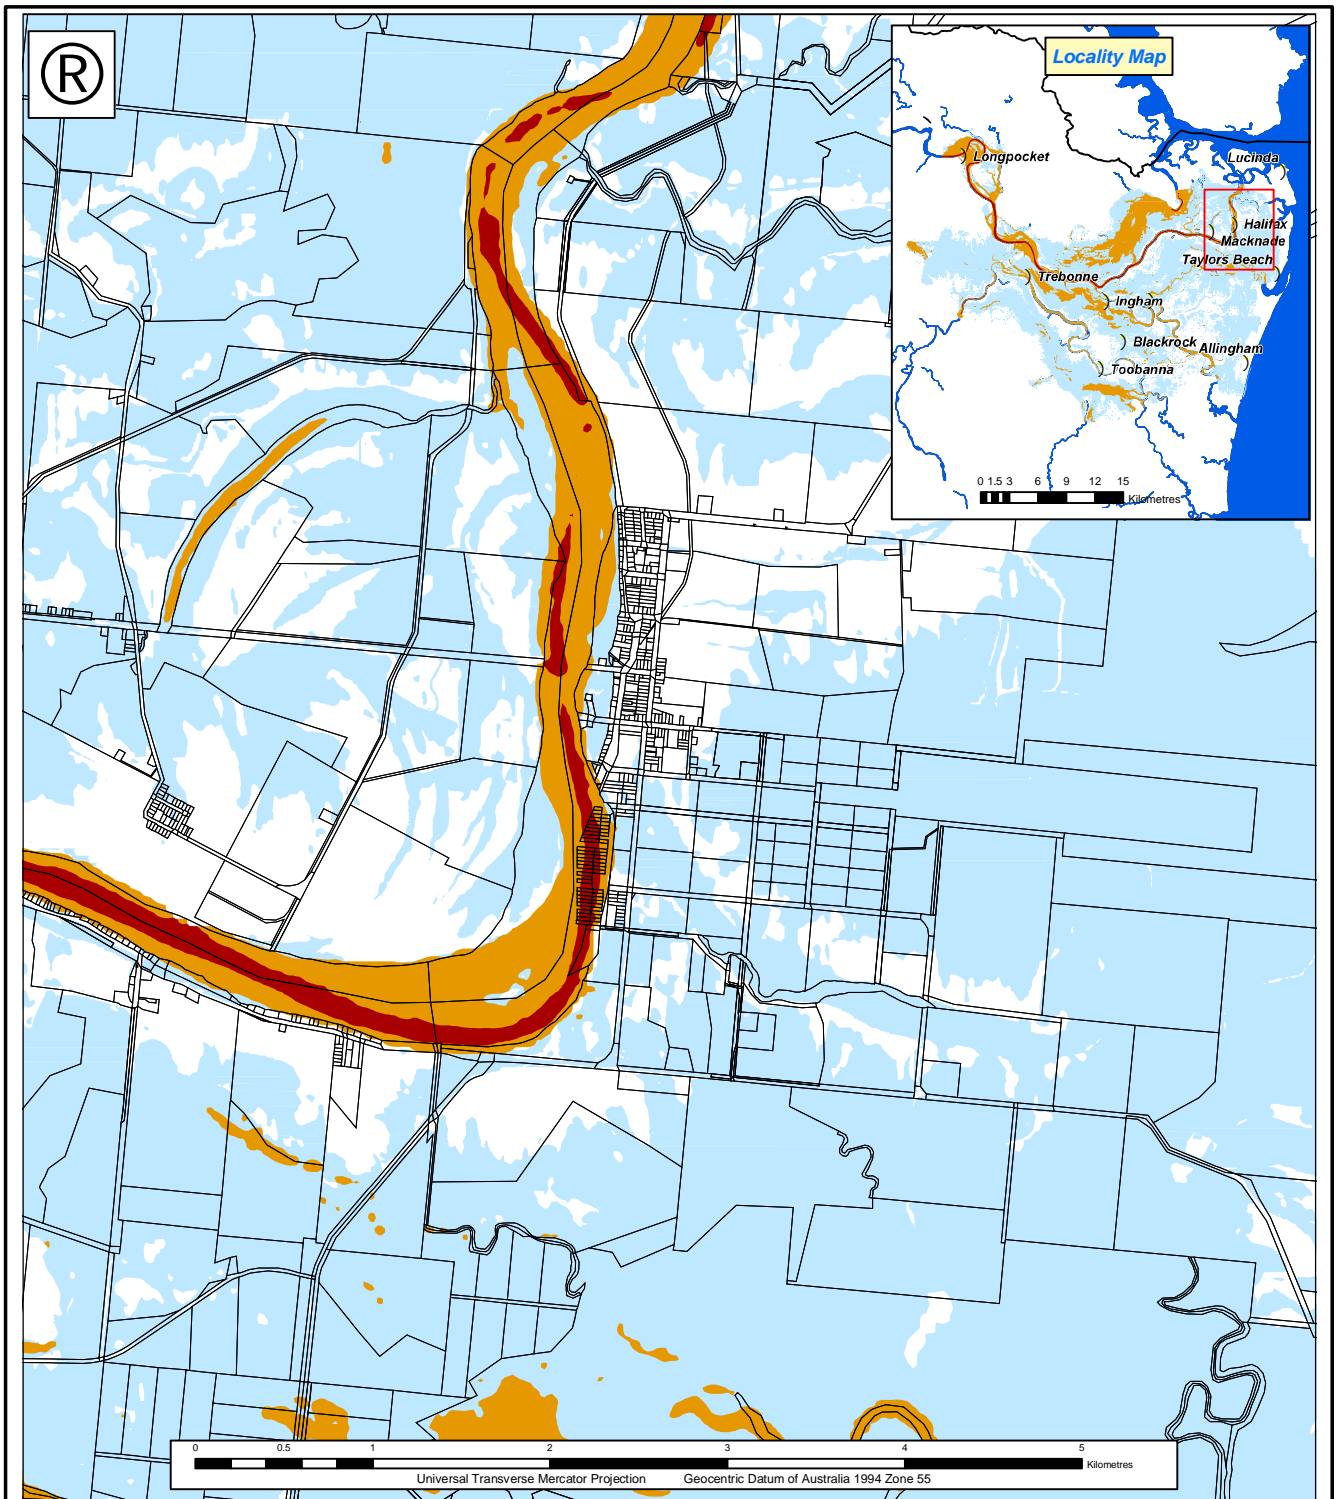 ®
Locality Map
Longpocket
Lucinda
Halifax
Macknade
Taylors Beach
Trebonne
Ingham
Blackrock
Allingham
Toobanna
0 1.5 3 6 9 12 15
Kilometres
0 0.5 1 2 3 4 5
Kilometres
Universal Transverse Mercator Projection Geocentric Datum of Australia 1994 Zone 55